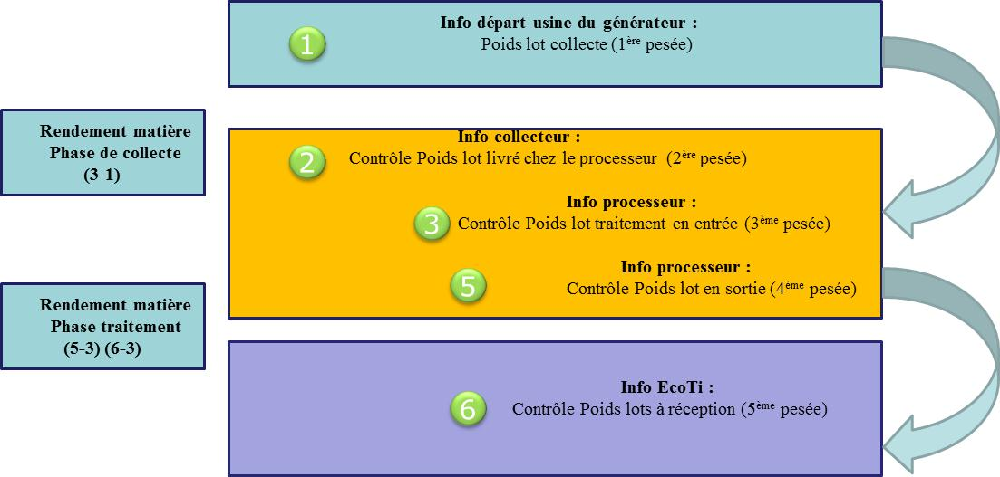 Info départ usine du générateur :
1
Poids lot collecte (1ère pesée)
Rendement matière
Phase de collecte
(3-1)
Info collecteur :
2
Contrôle Poids lot livré chez le processeur (2ère pesée)
Info processeur :
3
Contrôle Poids lot traitement en entrée (3ème pesée)
Info processeur :
5
Contrôle Poids lot en sortie (4ème pesée)
Rendement matière
Phase traitement
(5-3) (6-3)
Info EcoTi :
6
Contrôle Poids lots à réception (5ème pesée)